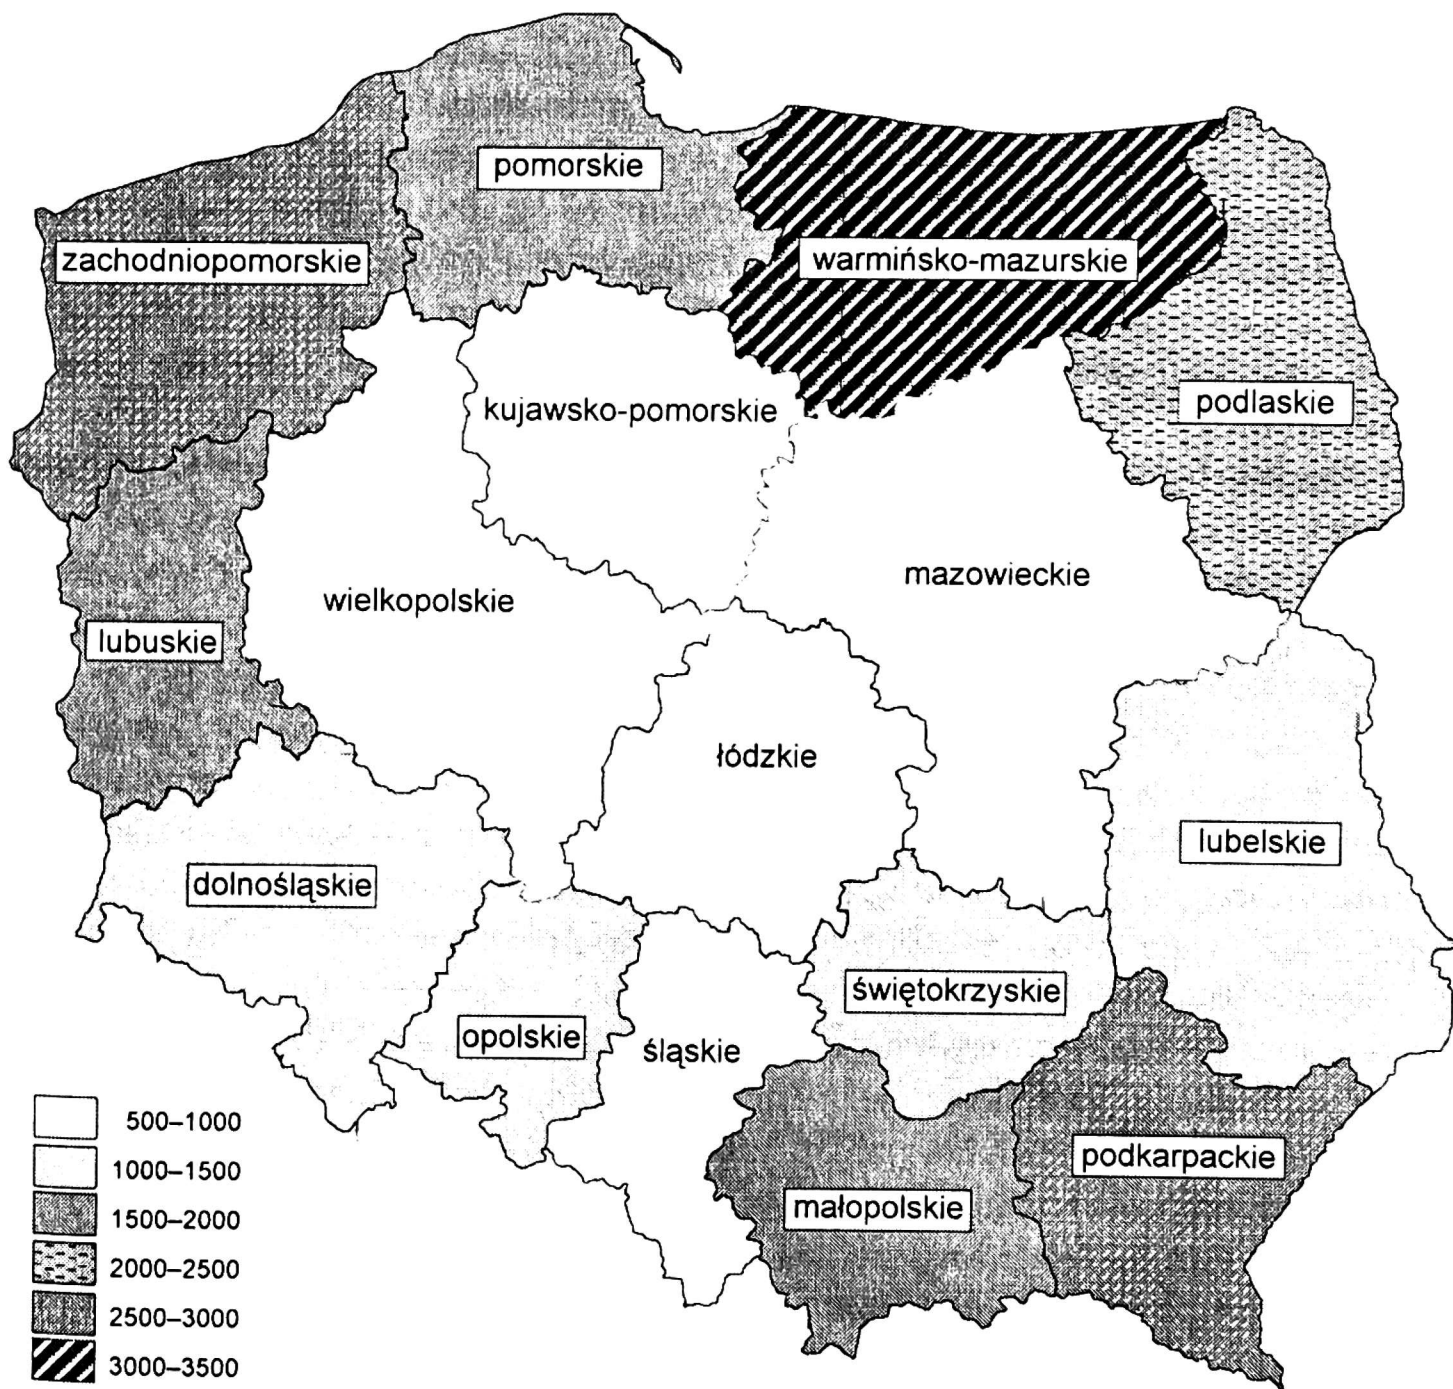 pomorskie
zachodniopomorskie
warmińsko-mazurskie
podlaskie
kujawsko-pomorskie
mazowieckie
wielkopolskie
lubuskie
łódzkie
lubelskie
dolnośląskie
świętokrzyskie
opolskie
śląskie
podkarpackie
małopolskie
500–1000
1000–1500
1500–2000
2000–2500
2500–3000
3000–3500